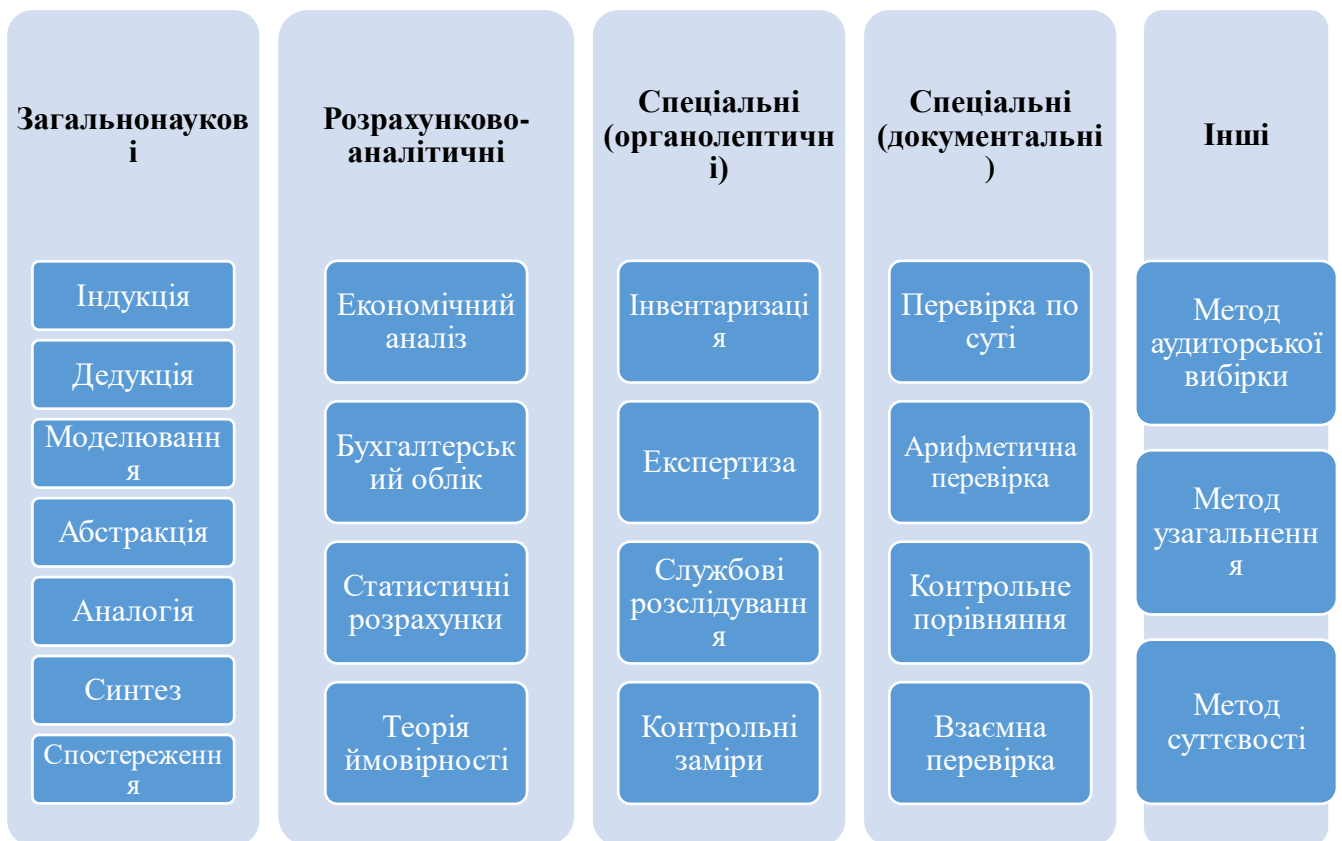 Загальнонауков
і
Індукція
Дедукція
Моделюванн
я
Абстракція
Аналогія
Синтез
Спостереженн
я
Розрахунково-
аналітичні
Економічний
аналіз
Бухгалтерськ
ий облік
Статистичні
розрахунки
Теорія
ймовірності
Спеціальні
(органолептичн
і)
Інвентаризаці
я
Експертиза
Службові
розслідуванн
я
Контрольні
заміри
Спеціальні
(документальні
)
Перевірка по
суті
Арифметична
перевірка
Контрольне
порівняння
Взаємна
перевірка
Інші
Метод
аудиторської
вибірки
Метод
узагальненн
я
Метод
суттєвості